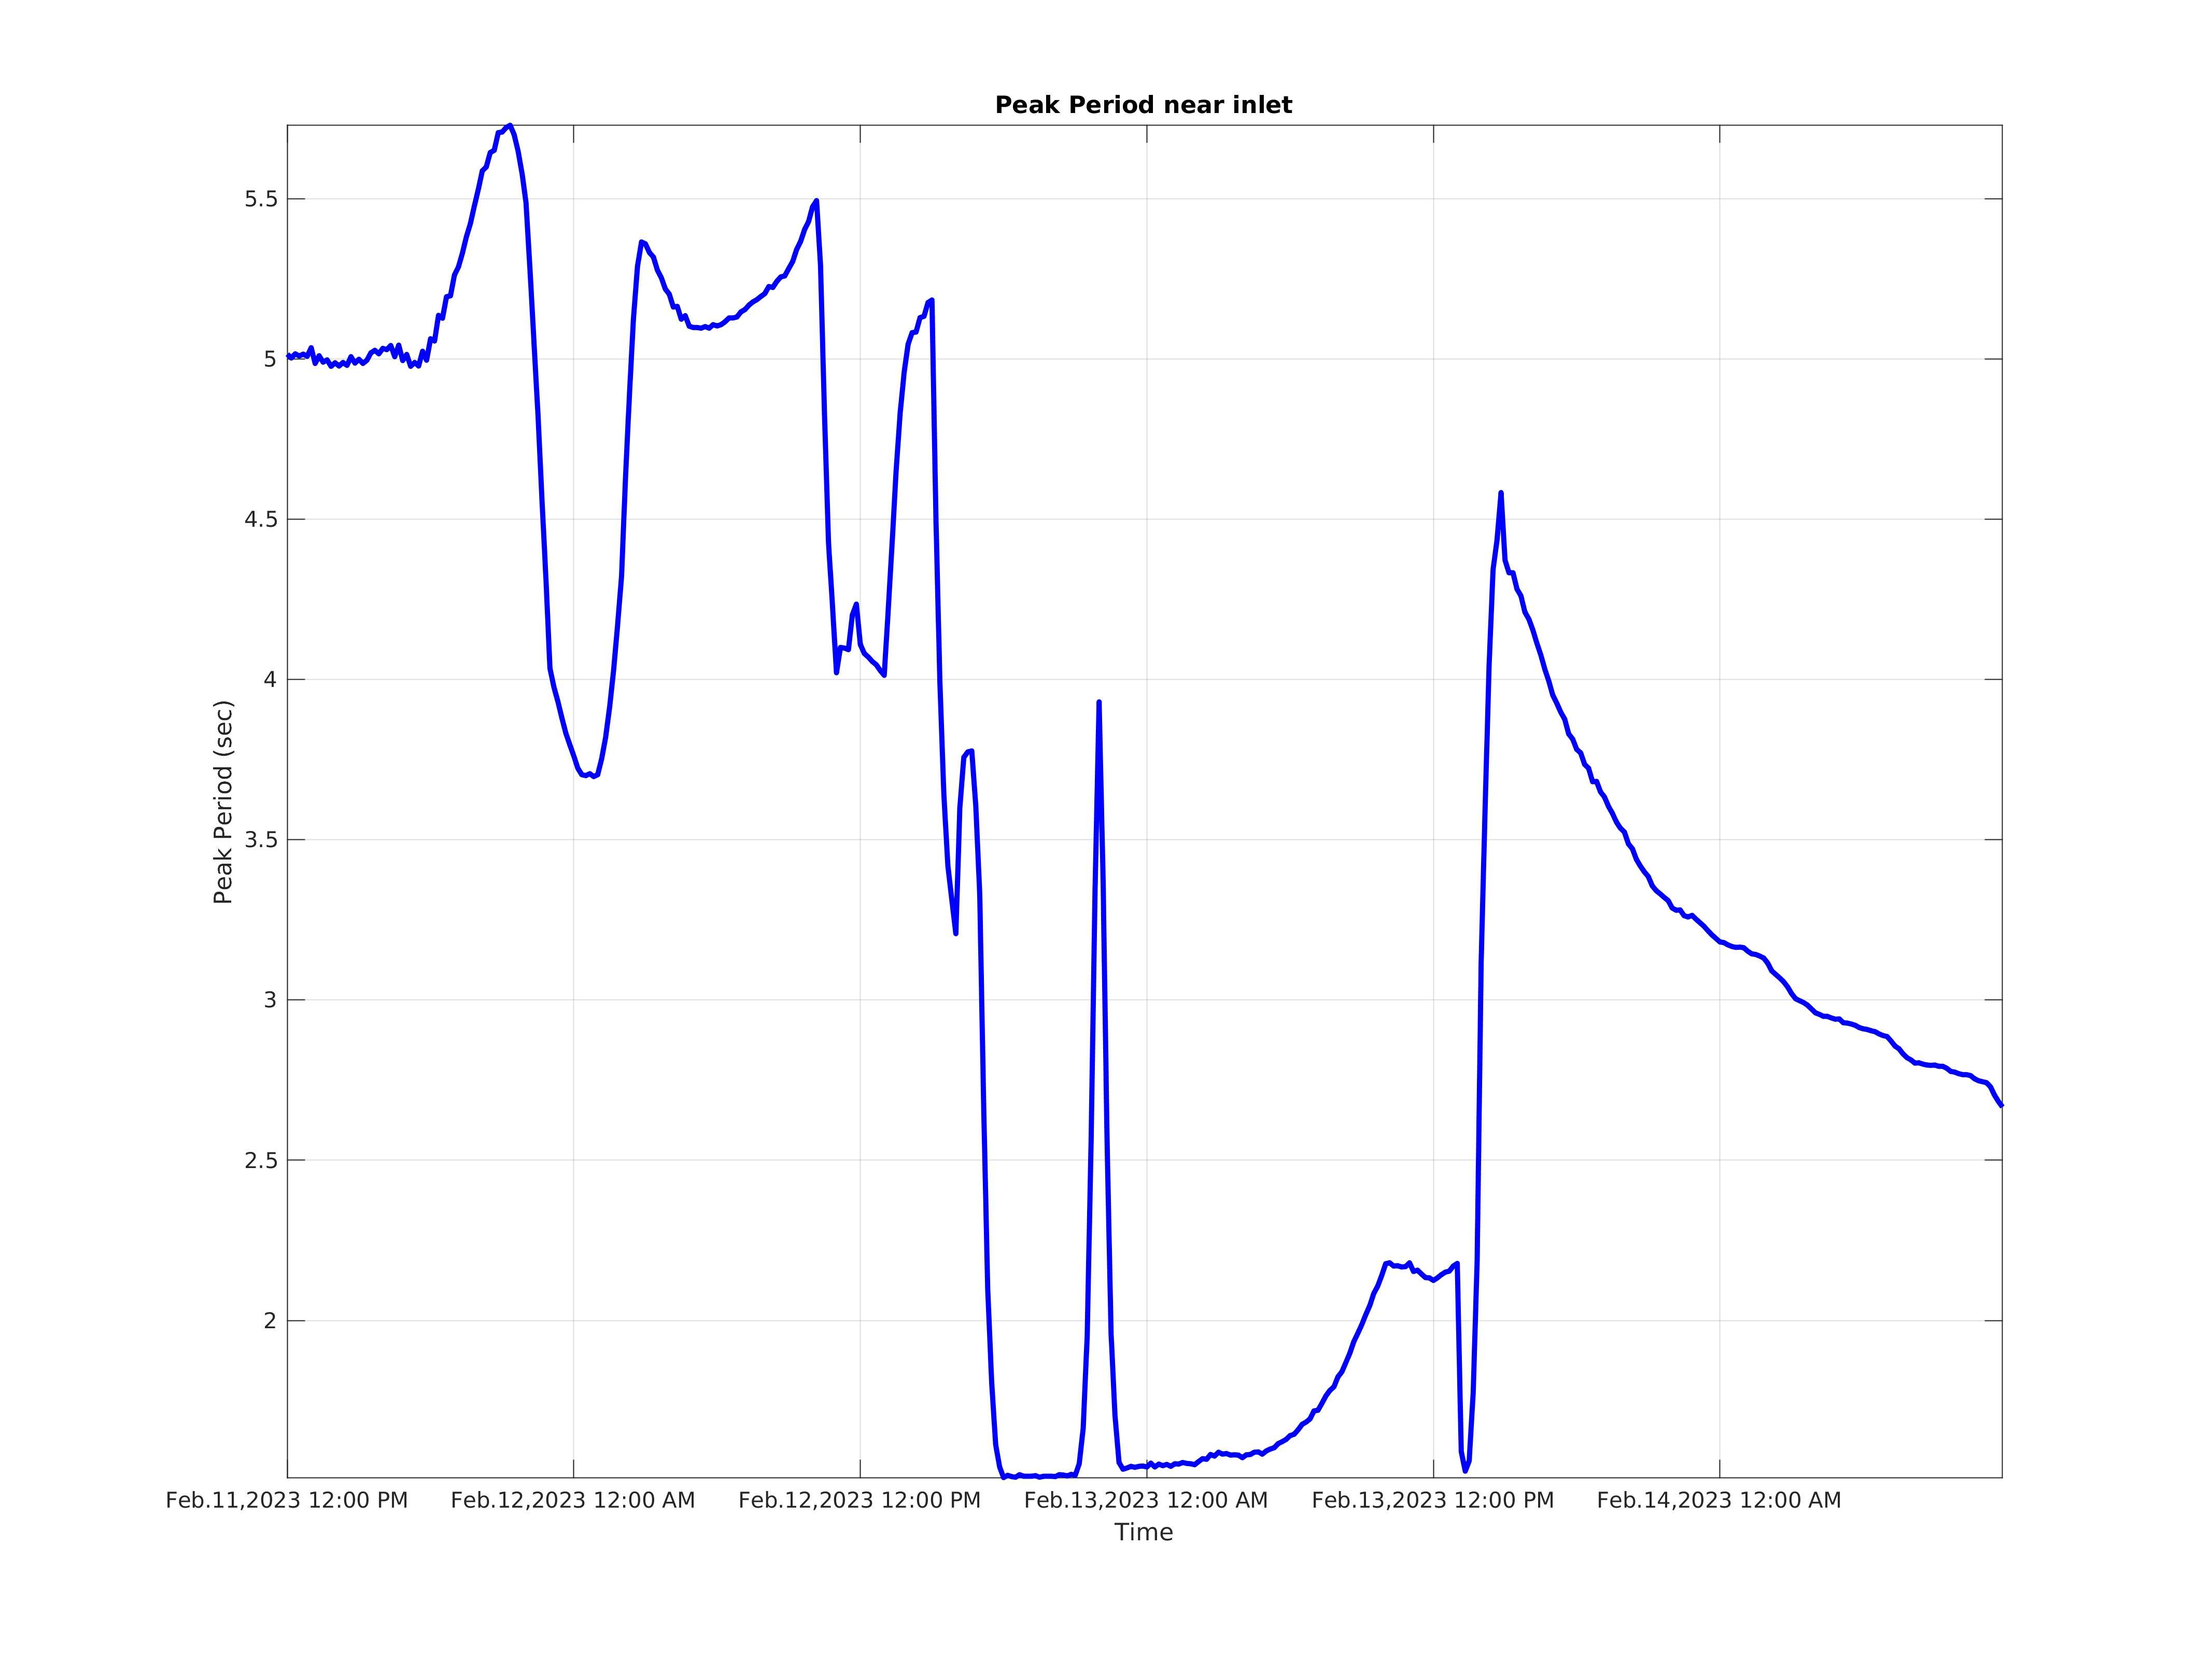 Peak Period near inlet
Peak Period (sec)
5.5
5
4.5
4
3.5
3
2.5
2
Feb.11,2023 12:00 PM
Feb.12,2023 12:00 AM
Feb.12,2023 12:00 PM
Feb.13,2023 12:00 AM
Feb.13,2023 12:00 PM
Feb.14,2023 12:00 AM
Time